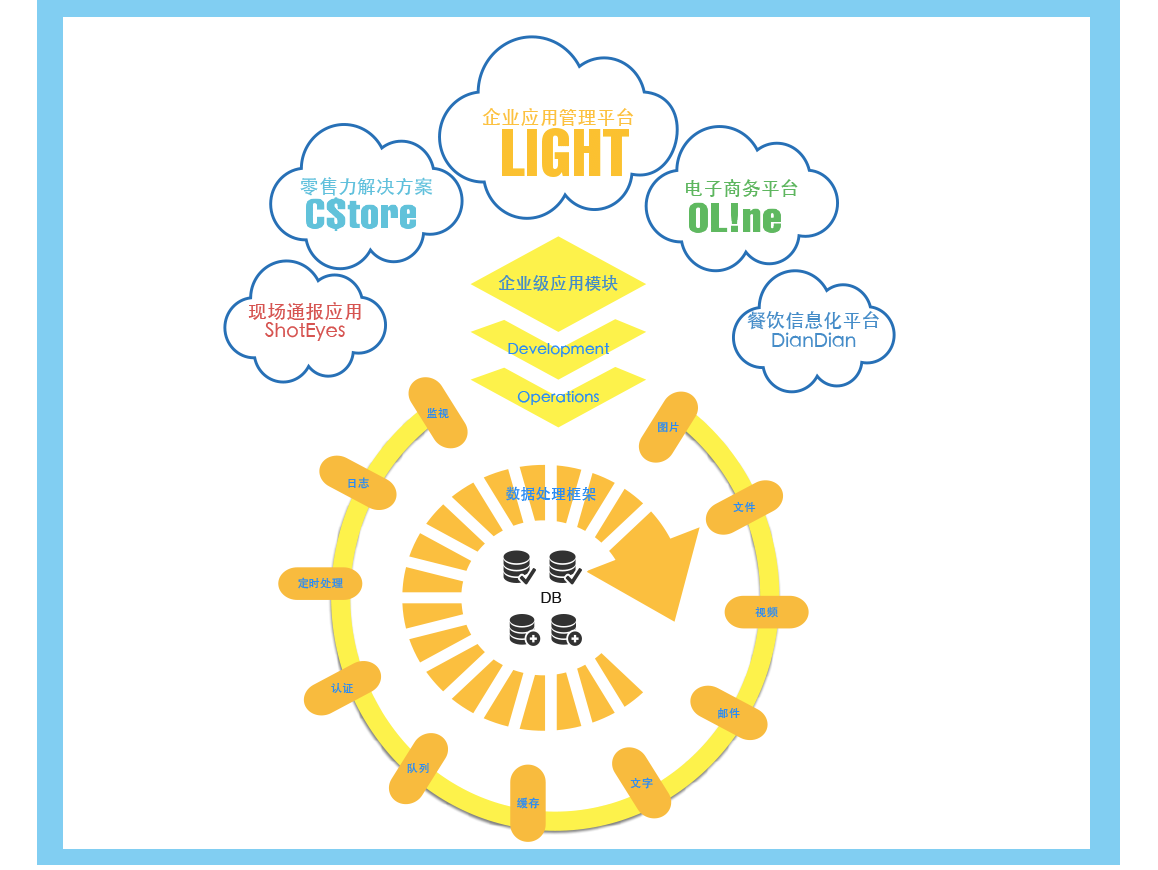 企业应用管理平台
LIGHT
零售力解决方案
C$tore
电子商务平台
OL!ne
现场通报应用
ShotEyes
餐饮信息化平台
DianDian
企业级应用模块
Development
Operations
监视
图片
日志
文件
定时处理
视频
认证
邮件
队列
文字
缓存
数据处理框架
DB